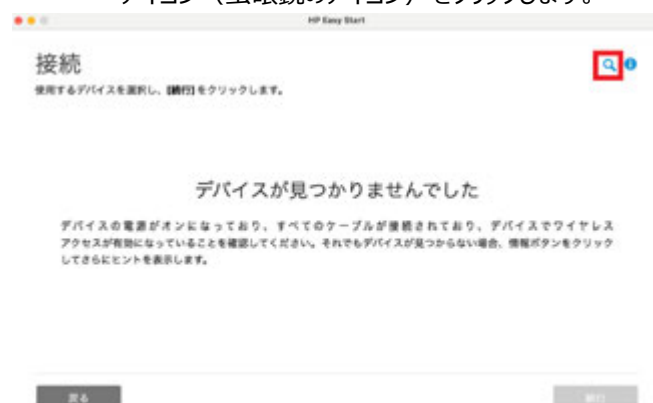 アイコン（虫眼鏡のアイコン）をクリックします。
HP Easy Start
接続
使用するデバイスを選択し、[続行] をクリックします。
デバイスが見つかりませんでした
デバイスの電源がオンになっており、すべてのケーブルが接続されており、デバイスでワイヤレス
アクセスが有効になっていることを確認してください。それでもデバイスが見つからない場合、情報ボタンをクリック
してさらにヒントを表示します。
戻る
続行